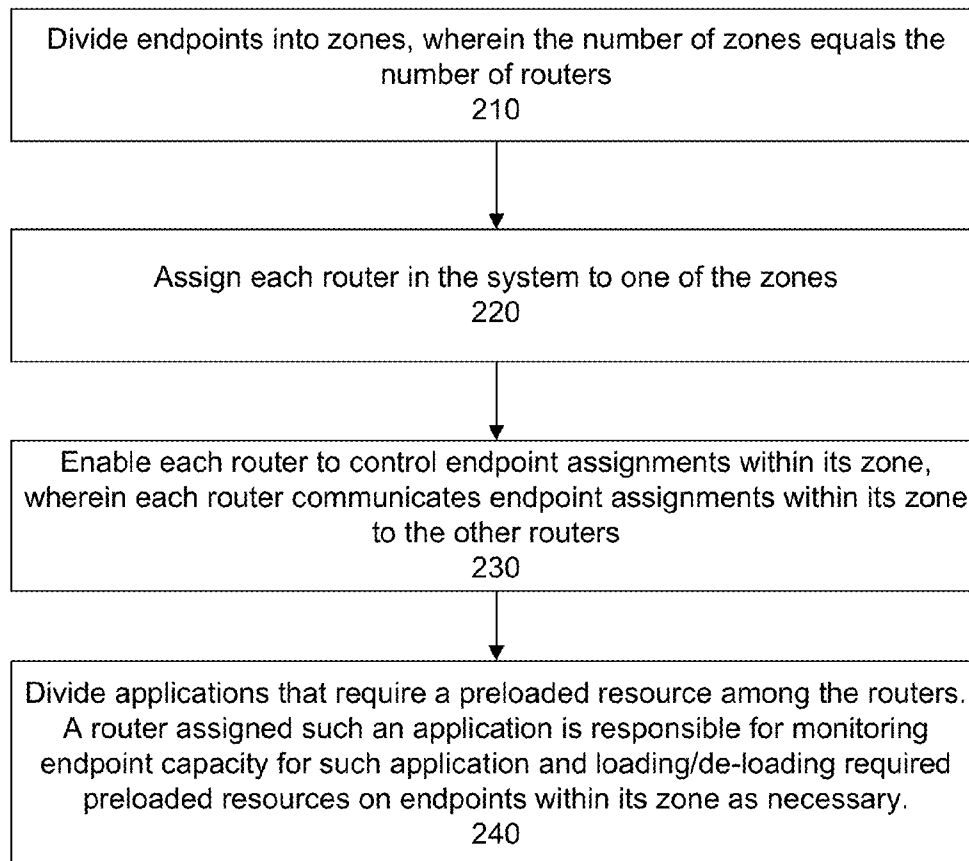 Divide endpoints into zones, wherein the number of zones equals the
number of routers
210
Assign each router in the system to one of the zones
220
Enable each router to control endpoint assignments within its zone,
wherein each router communicates endpoint assignments within its zone
to the other routers
230
Divide applications that require a preloaded resource among the routers.
A router assigned such an application is responsible for monitoring
endpoint capacity for such application and loading/de-loading required
preloaded resources on endpoints within its zone as necessary.
240